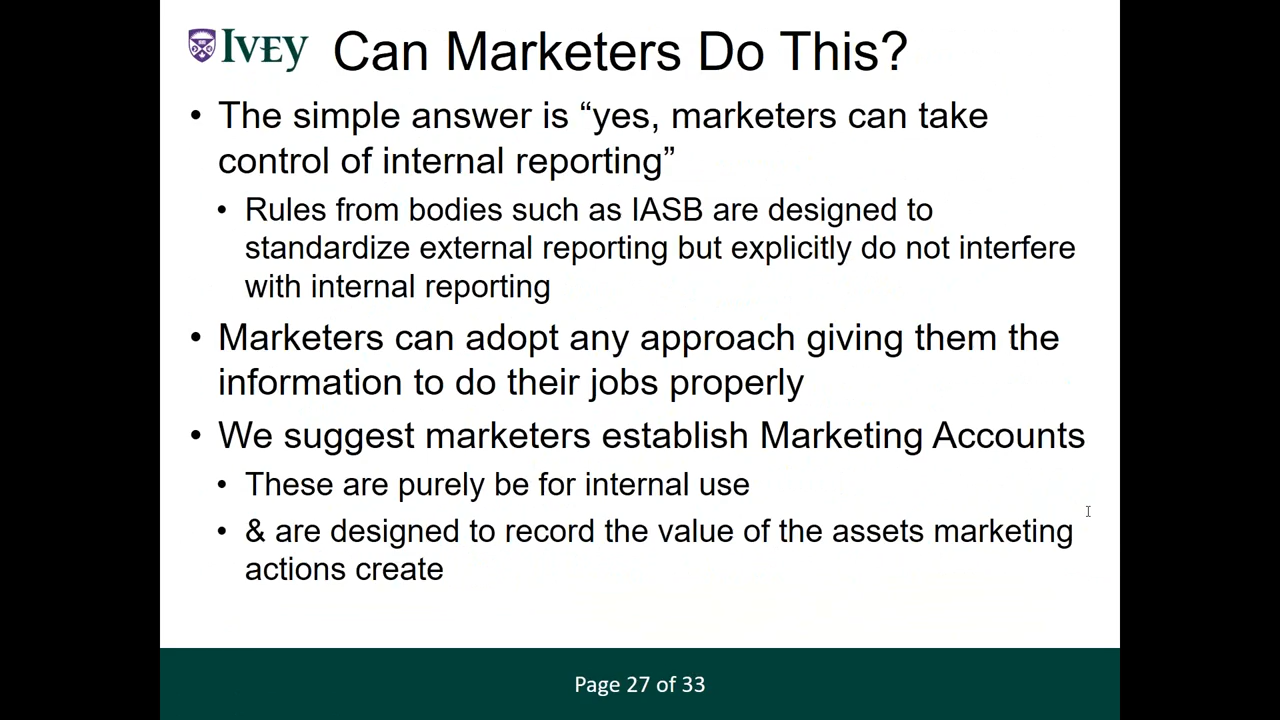 IVEY
Can Marketers Do This?
• The simple answer is “yes, marketers can take
control of internal reporting”
• Rules from bodies such as IASB are designed to
standardize external reporting but explicitly do not interfere
with internal reporting
• Marketers can adopt any approach giving them the
information to do their jobs properly
• We suggest marketers establish Marketing Accounts
• These are purely be for internal use
• & are designed to record the value of the assets marketing
actions create
Page 27 of 33